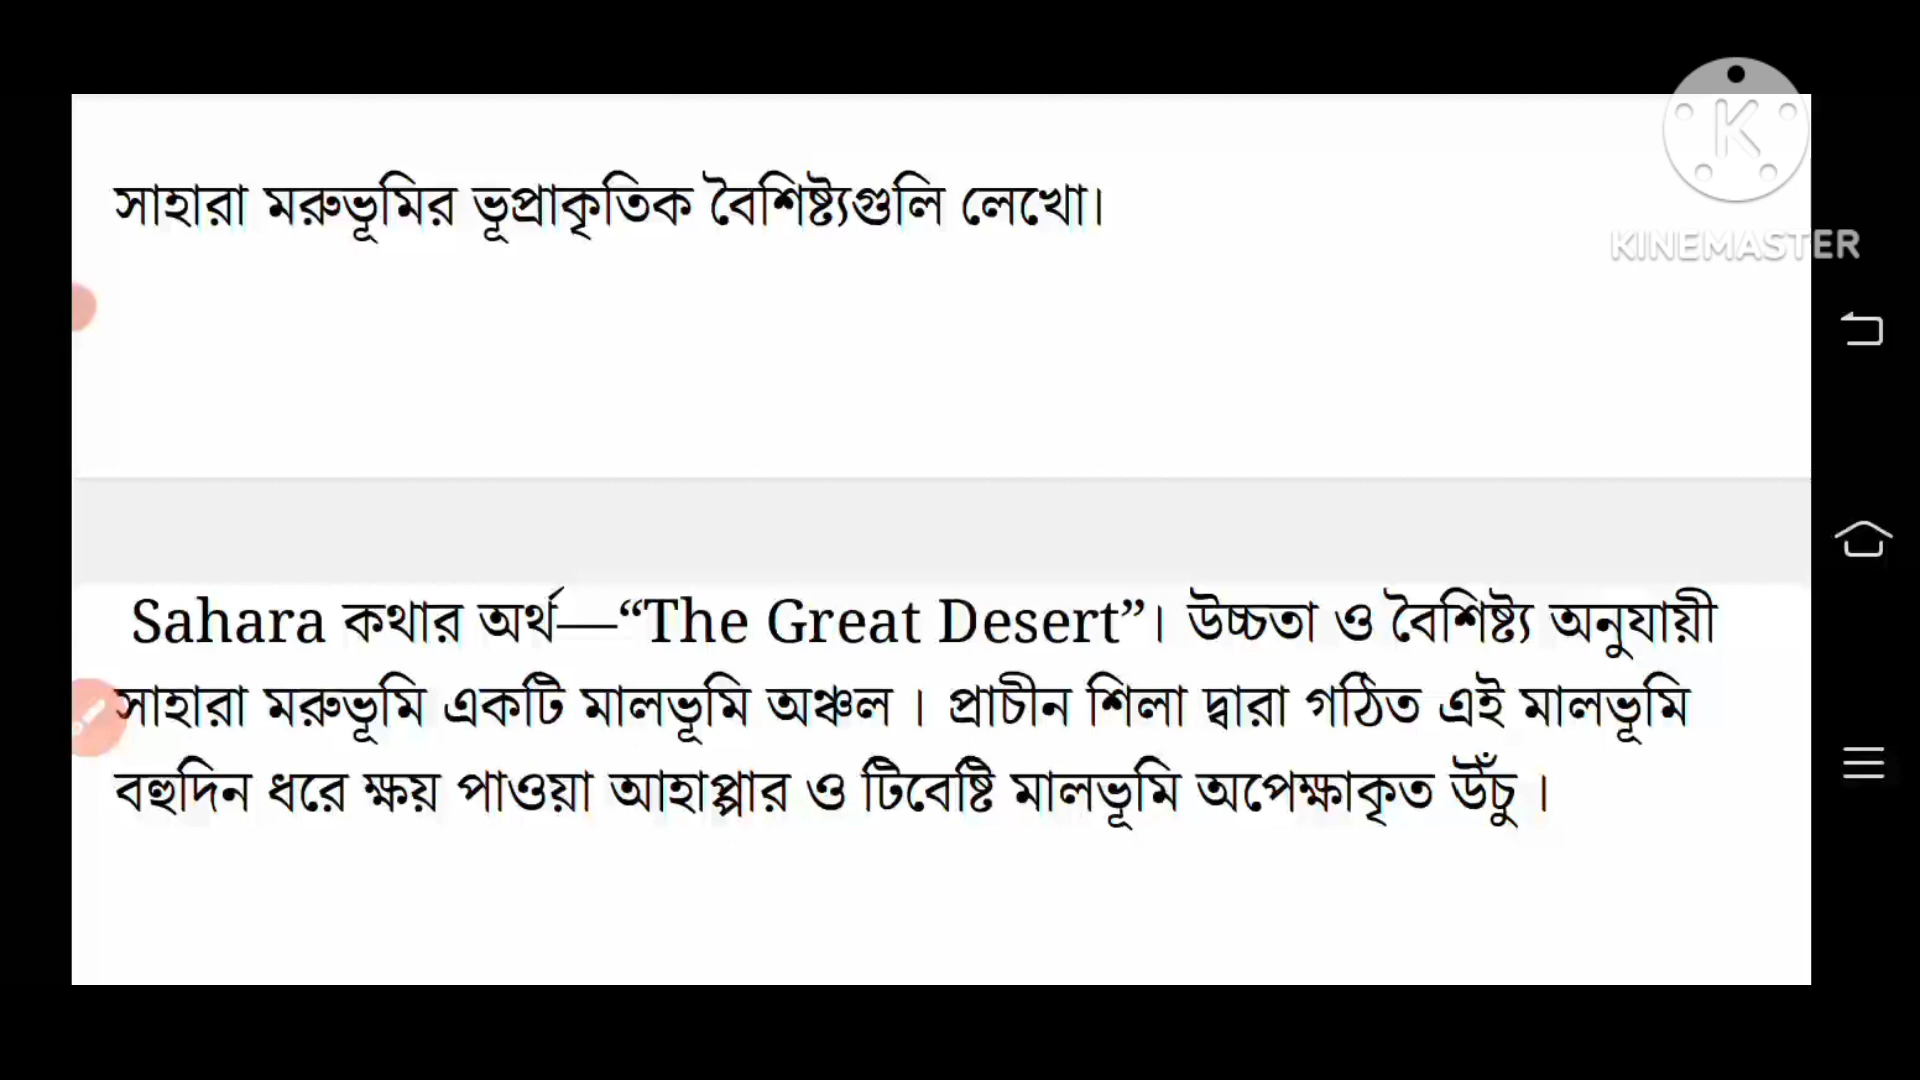 সাহারা মরুভূমির ভূপ্রাকৃতিক বৈশিষ্ট্যগুলি লেখো।
KINEMASTER
Sahara কথার অর্থ—“The Great Desert”। উচ্চতা ও বৈশিষ্ট্য অনুযায়ী
সাহারা মরুভূমি একটি মালভূমি অঞ্চল । প্রাচীন শিলা দ্বারা গঠিত এই মালভূমি
বহুদিন ধরে ক্ষয় পাওয়া আহাপ্পার ও টিবেষ্টি মালভূমি অপেক্ষাকৃত উঁচু ।